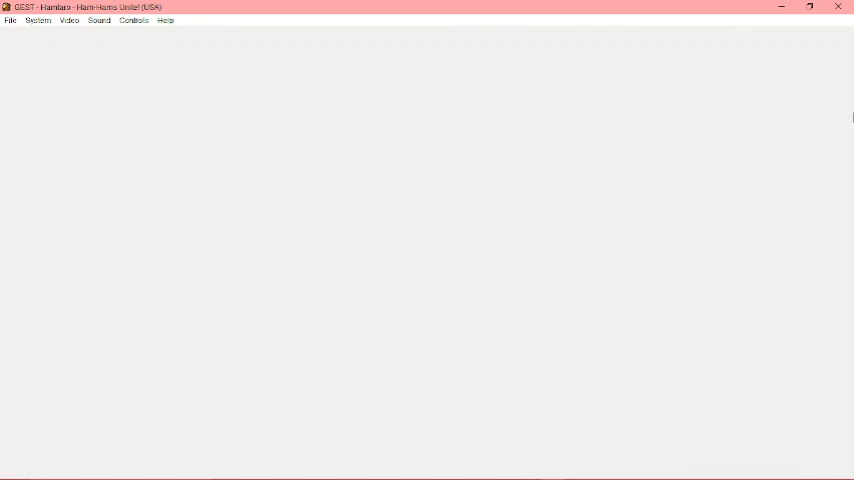 GEST - Hamtaro - Ham-Hams Unite! (USA)
File System Video Sound Controls Help